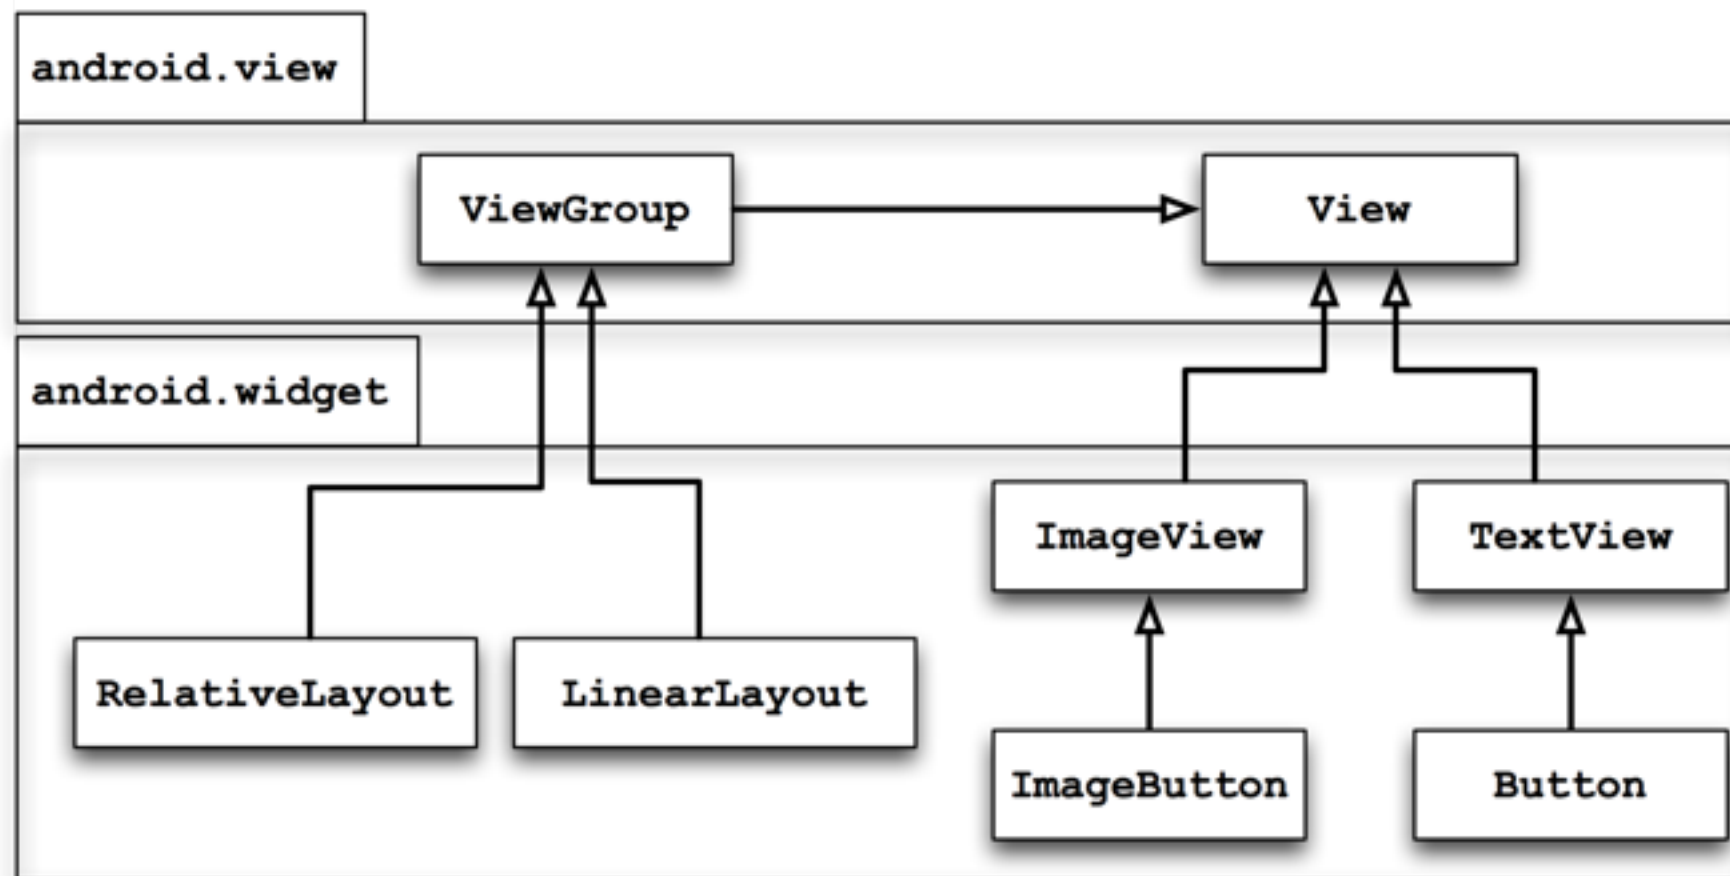 android.view
ViewGroup
View
android.widget
ImageView
TextView
RelativeLayout
LinearLayout
ImageButton
Button